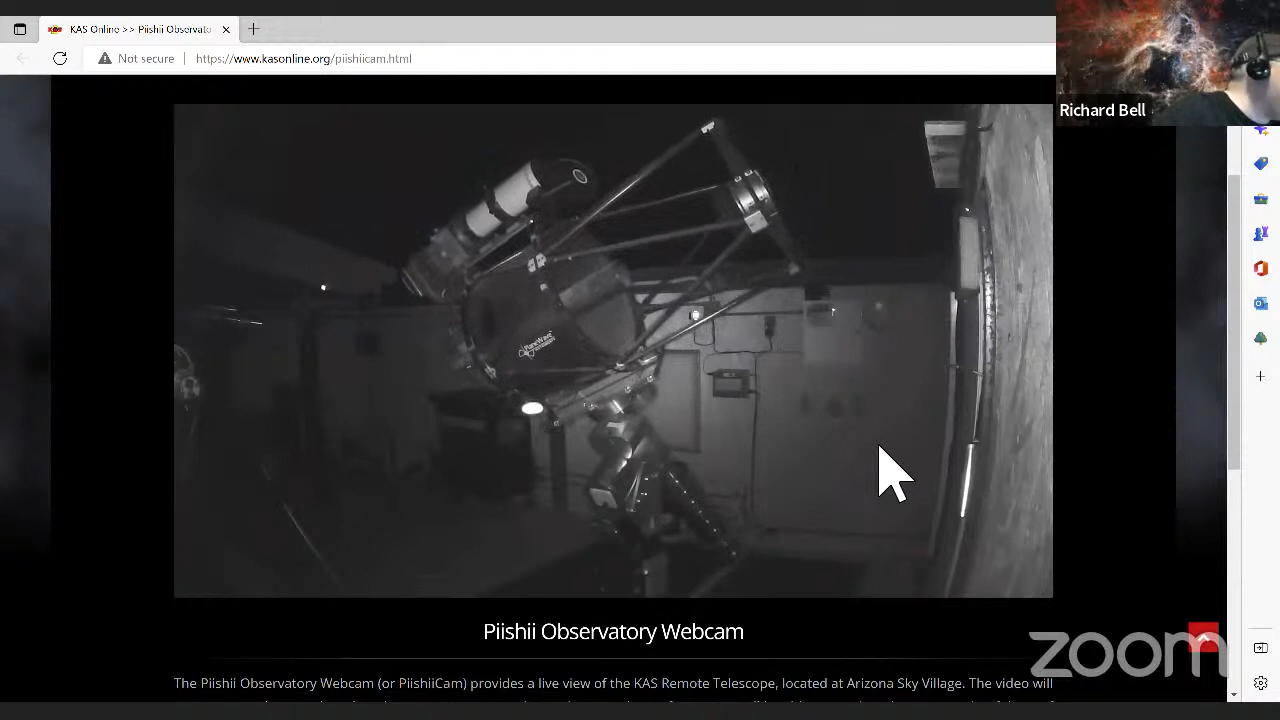 KAS Online >> Piishii Observato
Not secure
https://www.kasonline.org/piishiicam.html
Richard Bell
PlaneWave
Piishii Observatory Webcam
zoom
The Piishii Observatory Webcam (or PiishiiCam) provides a live view of the KAS Remote Telescope, located at Arizona Sky Village. The video will